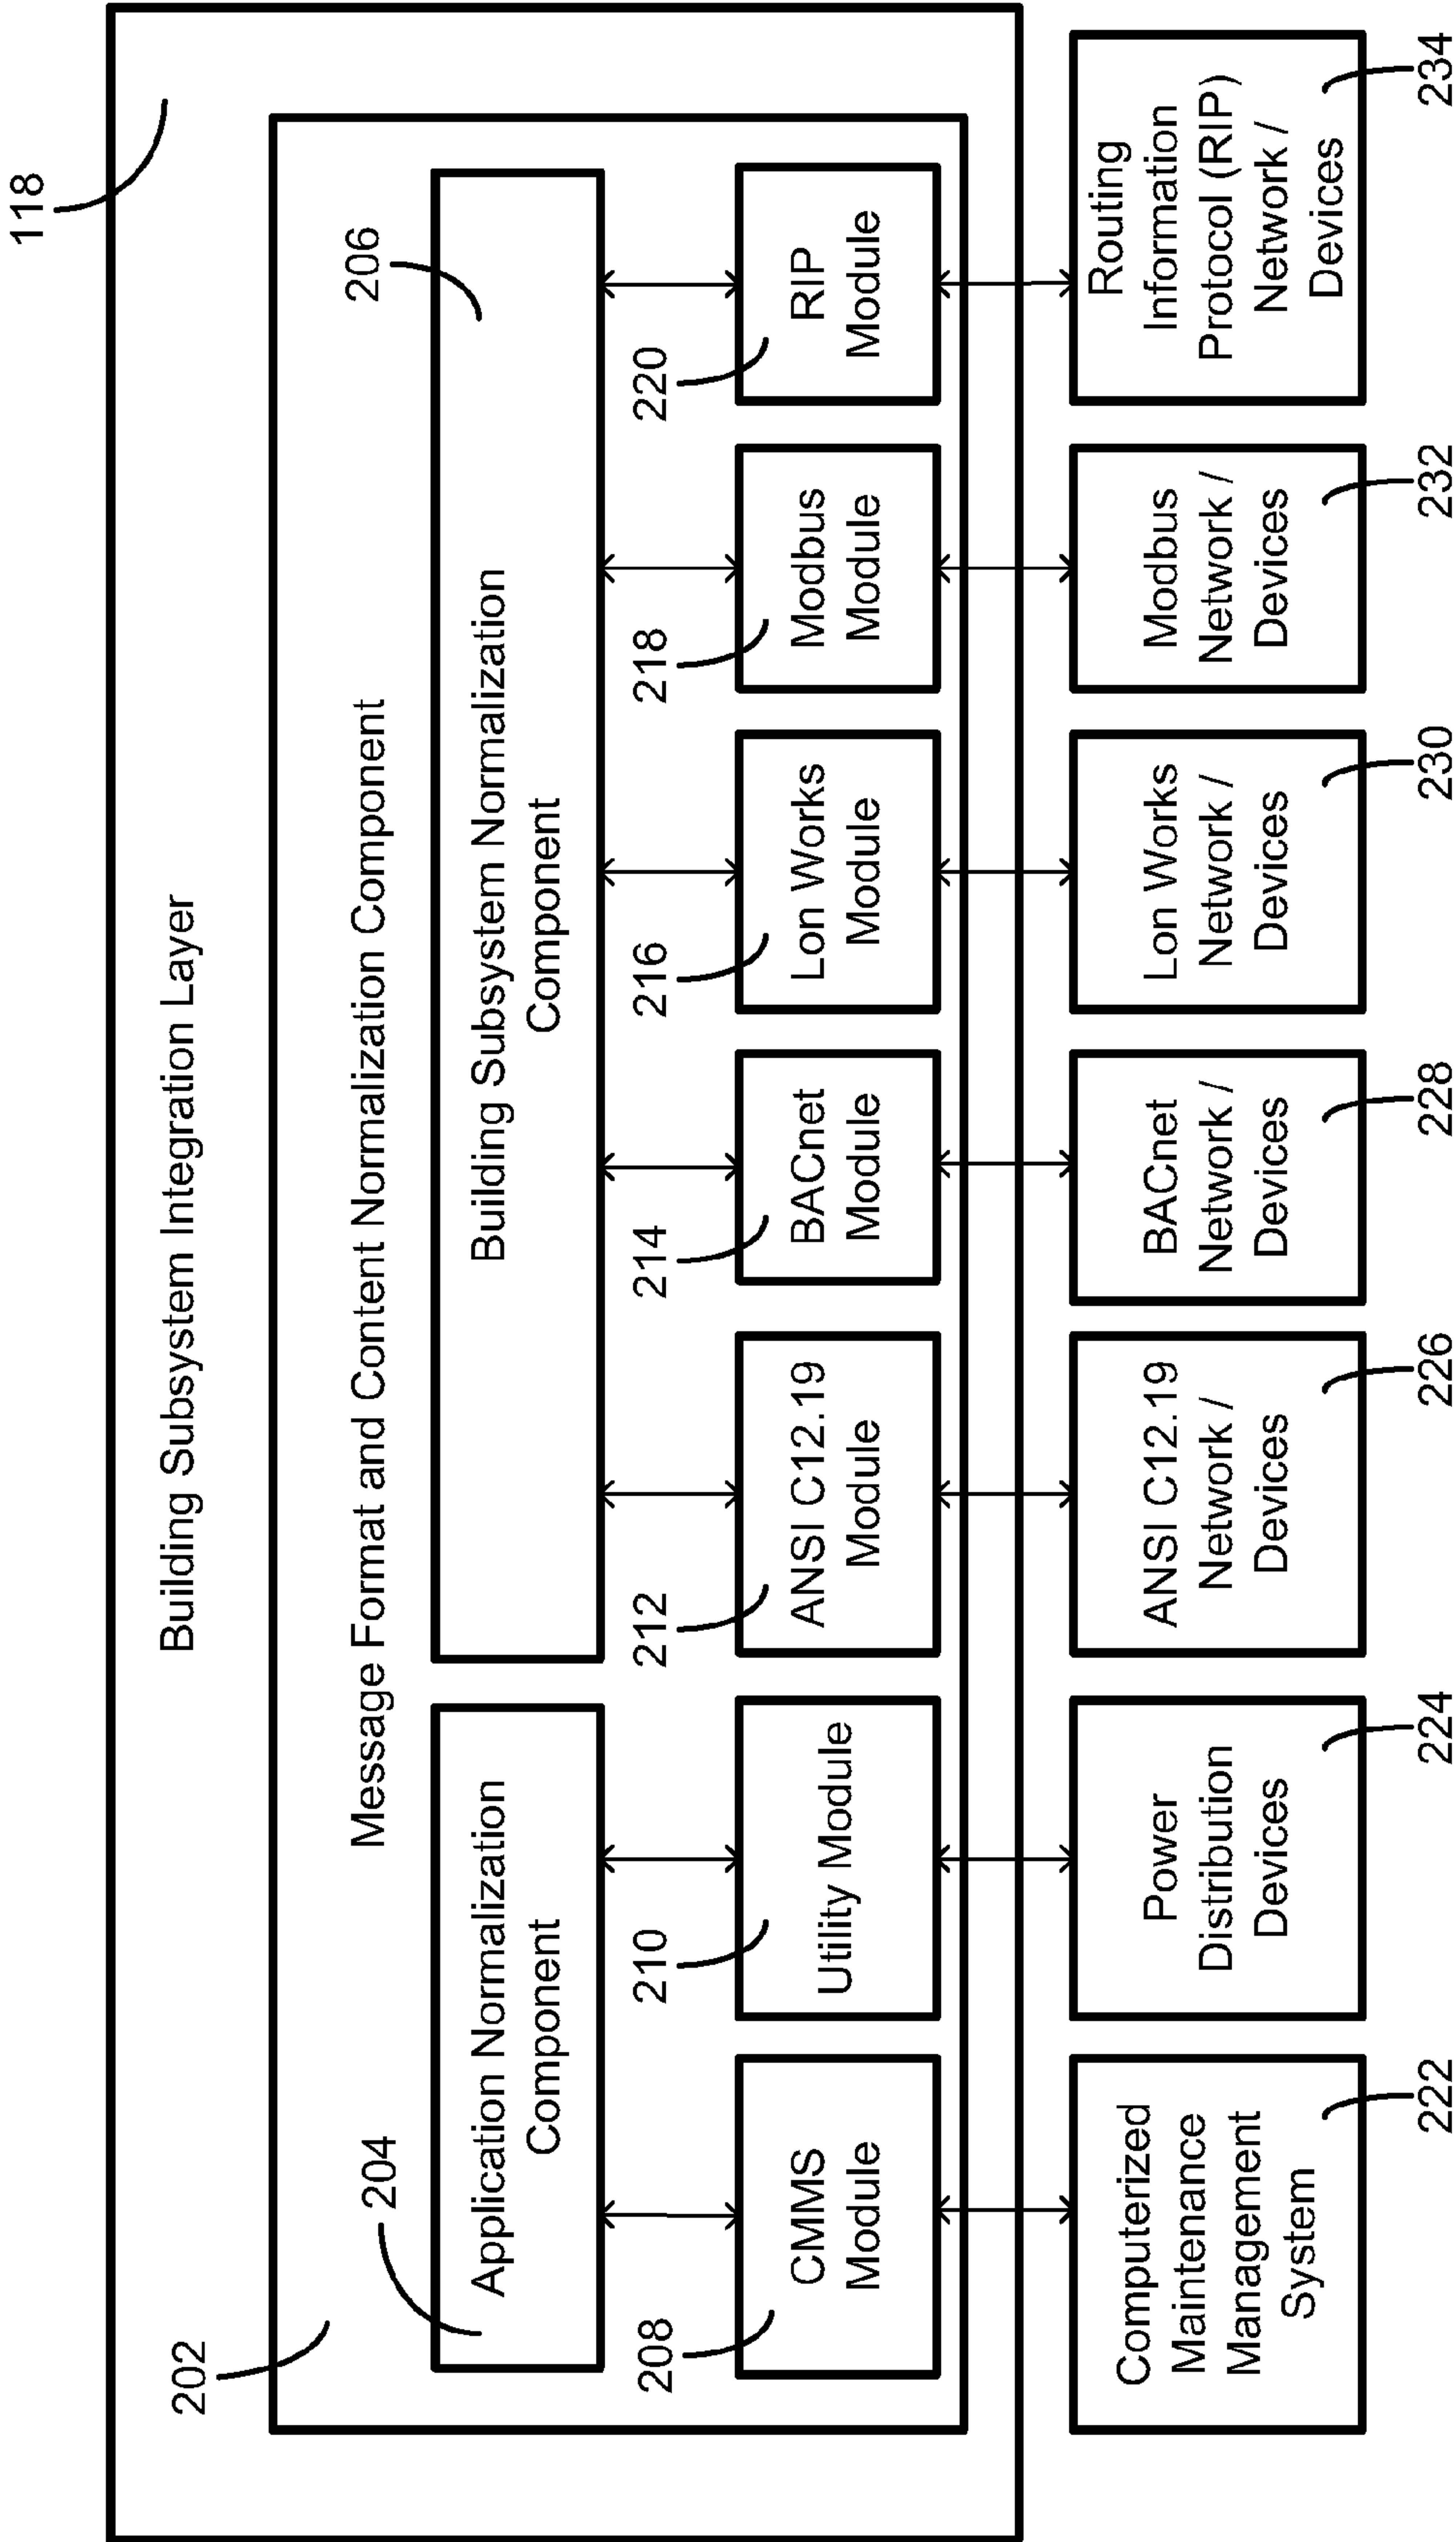 118
Building Subsystem Integration Layer
202
Message Format and Content Normalization Component
204
Application Normalization
Component
206
Building Subsystem Normalization
Component
208
CMMS
Module
210
Utility Module
212
ANSI C12.19
Module
214
BACnet
Module
216
Lon Works
Module
218
Modbus
Module
220
RIP
Module
Computerized
Maintenance
Management
System
222
Power
Distribution
Devices
224
ANSI C12.19
Network /
Devices
226
BACnet
Network /
Devices
228
Lon Works
Network /
Devices
230
Modbus
Network /
Devices
232
Routing
Information
Protocol (RIP)
Network /
Devices
234